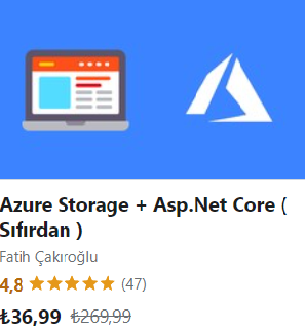 Azure Storage + Asp.Net Core (
Sıfırdan )
Fatih Çakıroğlu
4,8 (47)
₺36,99 ₺269,99